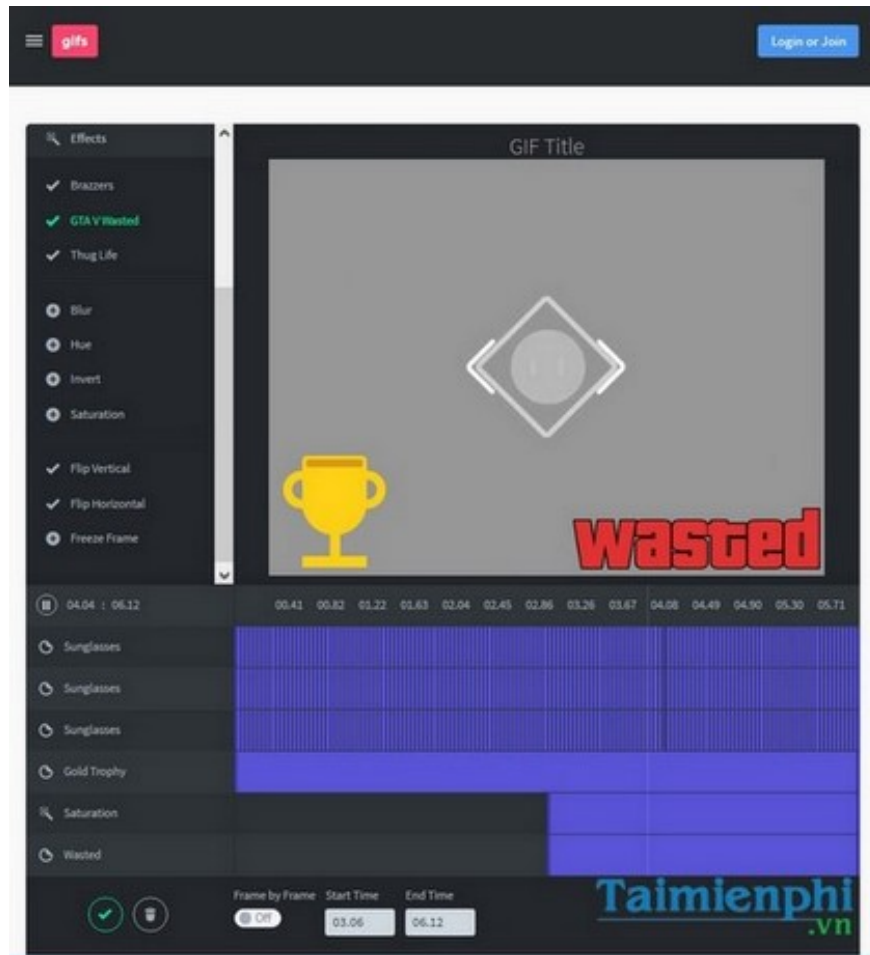 gifs
Login or Join
Effects
GIF Title
Brazzers
GTA V Wasted
Thug Life
Blur
Hue
Invert
Saturation
Flip Vertical
Flip Horizontal
Freeze Frame
wasted
04.04 : 06.12
00.41 00.82 01.22 01.63 02.04 02.45 02.86 03.26 03.67 04.08 04.49 04.90 05.30 05.71
Sunglasses
Sunglasses
Sunglasses
Gold Trophy
Saturation
Wasted
Frame by Frame Start Time End Time
Off 03.06 06.12
Taimienphi
.vn